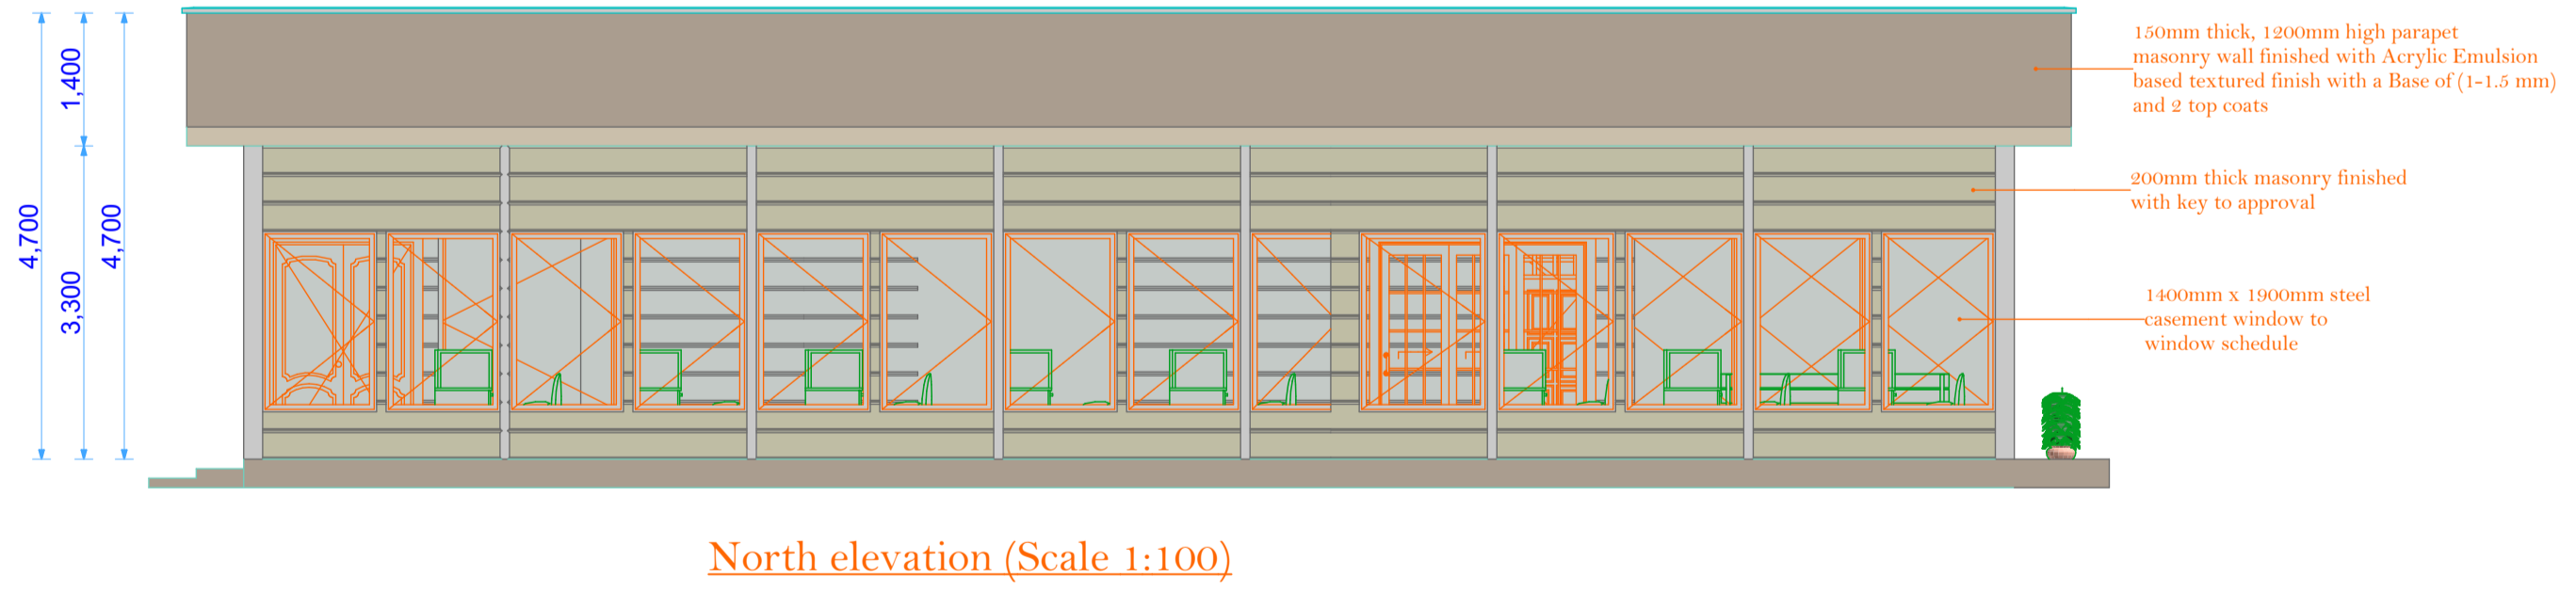 4,700
1,400
3,300
4,700
150mm thick, 1200mm high parapet
masonry wall finished with Acrylic Emulsion
based textured finish with a Base of (1-1.5 mm)
and 2 top coats
200mm thick masonry finished
with key to approval
1400mm x 1900mm steel
casement window to
window schedule
North elevation (Scale 1:100)